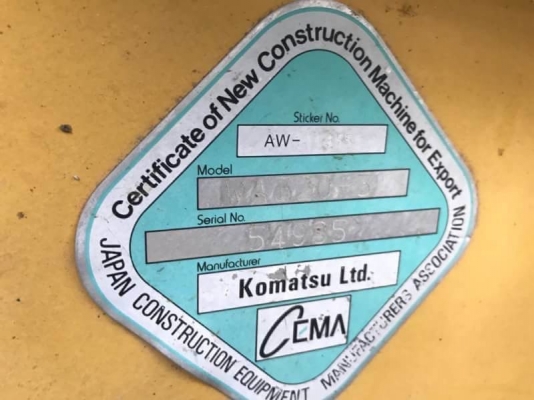 Certificate of New Construction Machine for Export
Sticker No.
AW-
Model
Serial No.
54955
Manufacturer
Komatsu Ltd.
CEMA
JAPAN CONSTRUCTION EQUIPMENT MANUFACTURERS ASSOCIATION